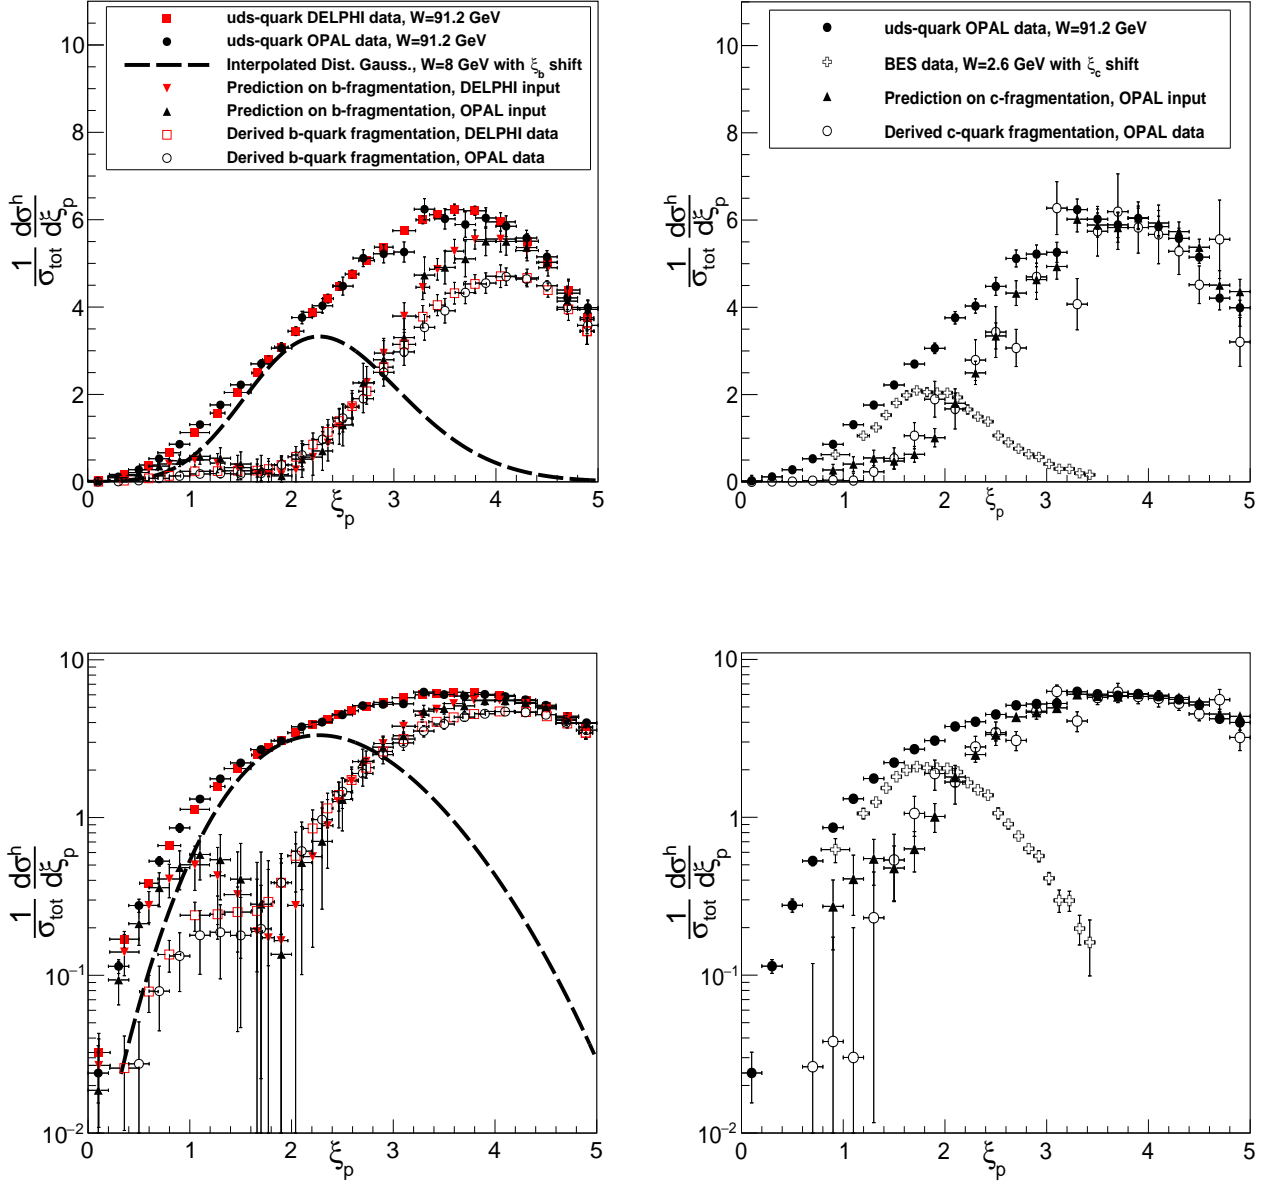 uds-quark DELPHI data, W=91.2 GeV
uds-quark OPAL data, W=91.2 GeV
Interpolated Dist. Gauss., W=8 GeV with ξb shift
Prediction on b-fragmentation, DELPHI input
Prediction on b-fragmentation, OPAL input
Derived b-quark fragmentation, DELPHI data
Derived b-quark fragmentation, OPAL data
10
8
6
4
2
0
1/σtot dσ^h/dξp
0 1 2 3 4 5
ξp
uds-quark OPAL data, W=91.2 GeV
BES data, W=2.6 GeV with ξc shift
Prediction on c-fragmentation, OPAL input
Derived c-quark fragmentation, OPAL data
10
8
6
4
2
0
1/σtot dσ^h/dξp
0 1 2 3 4 5
ξp
10
1
10^−1
10^−2
1/σtot dσ^h/dξp
0 1 2 3 4 5
ξp
10
1
10^−1
10^−2
1/σtot dσ^h/dξp
0 1 2 3 4 5
ξp